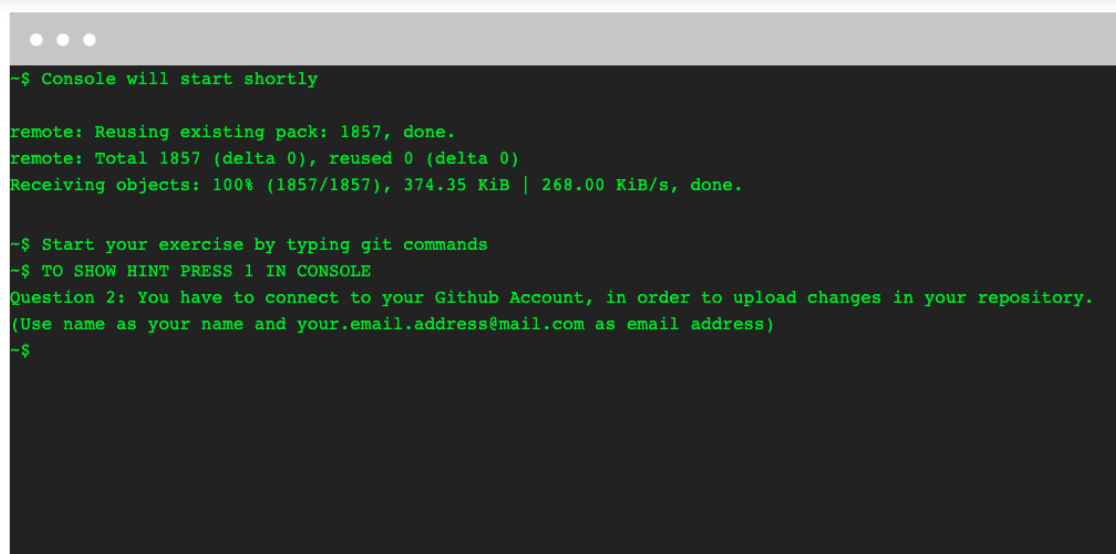 ~$ Console will start shortly
remote: Reusing existing pack: 1857, done.
remote: Total 1857 (delta 0), reused 0 (delta 0)
Receiving objects: 100% (1857/1857), 374.35 KiB | 268.00 KiB/s, done.
~$ Start your exercise by typing git commands
~$ TO SHOW HINT PRESS 1 IN CONSOLE
Question 2: You have to connect to your Github Account, in order to upload changes in your repository.
(Use name as your name and your.email.address@mail.com as email address)
~$